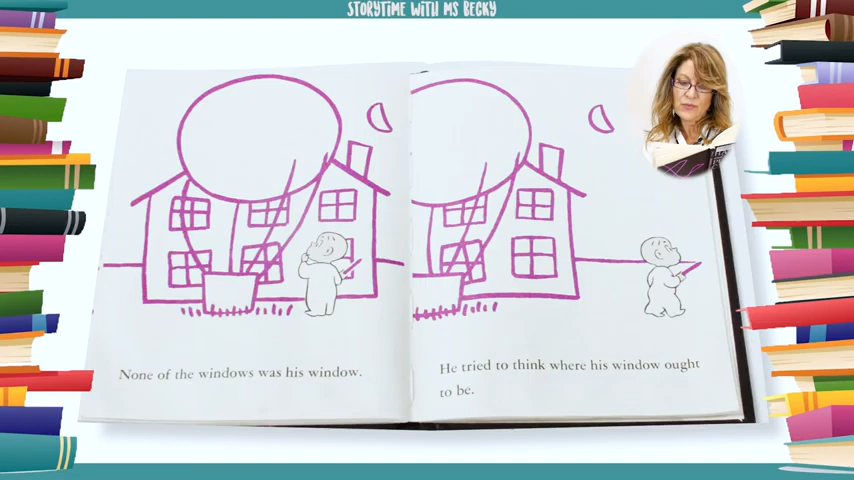 STORYTIME WITH MS BECKY
None of the windows was his window.
He tried to think where his window ought
to be.